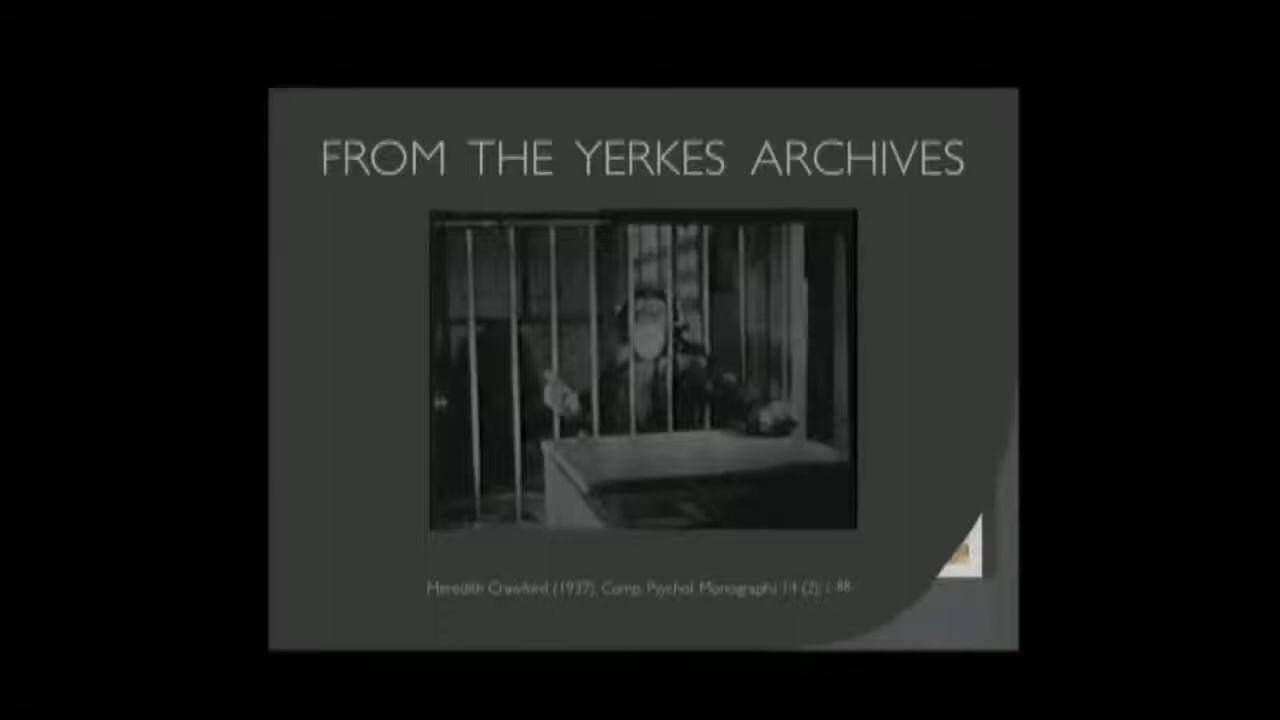 FROM THE YERKES ARCHIVES
Meredith Crawford (1937). Comp. Psychol. Monographs 14 (2); 1-88.